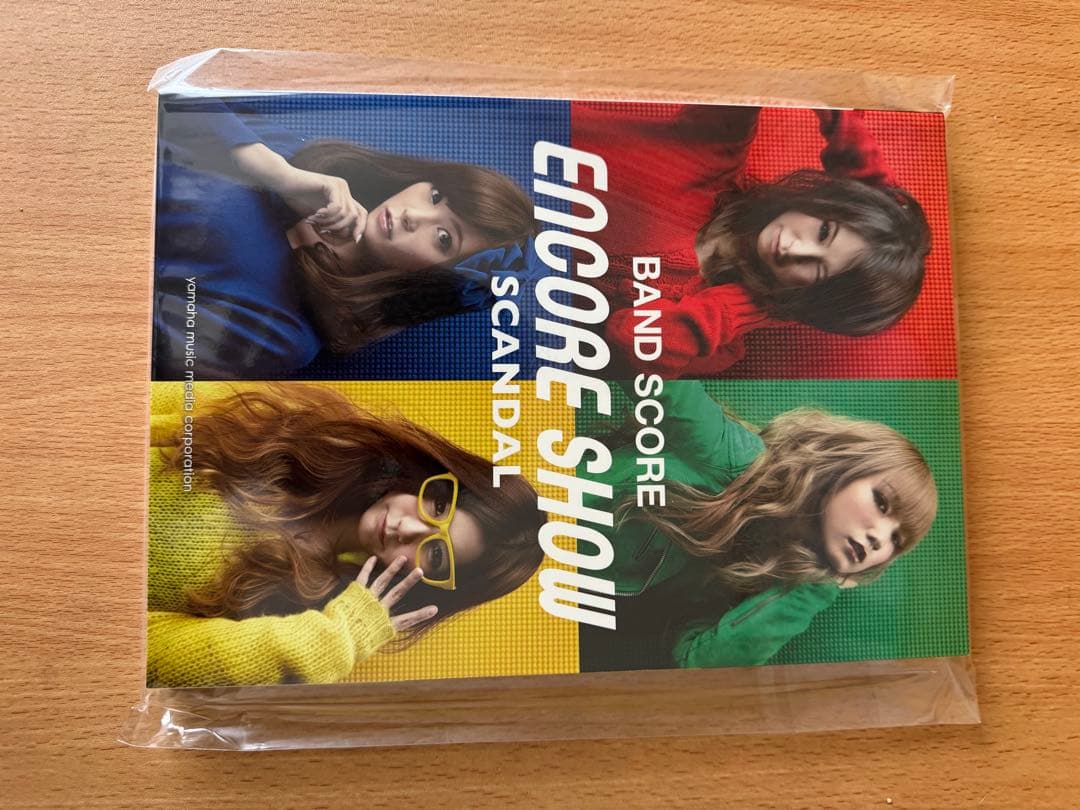 BAND SCORE
ENCORE SHOW
SCANDAL
yamaha music media corporation